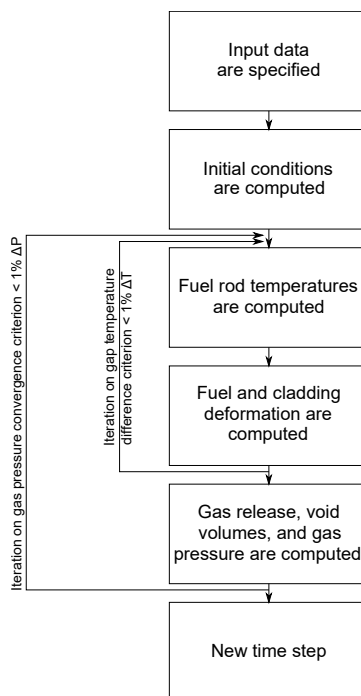 Input data
are specified
Initial conditions
are computed
Iteration on gas pressure convergence criterion < 1% ΔP
Iteration on gap temperature
difference criterion < 1% ΔT
Fuel rod temperatures
are computed
Fuel and cladding
deformation are
computed
Gas release, void
volumes, and gas
pressure are computed
New time step